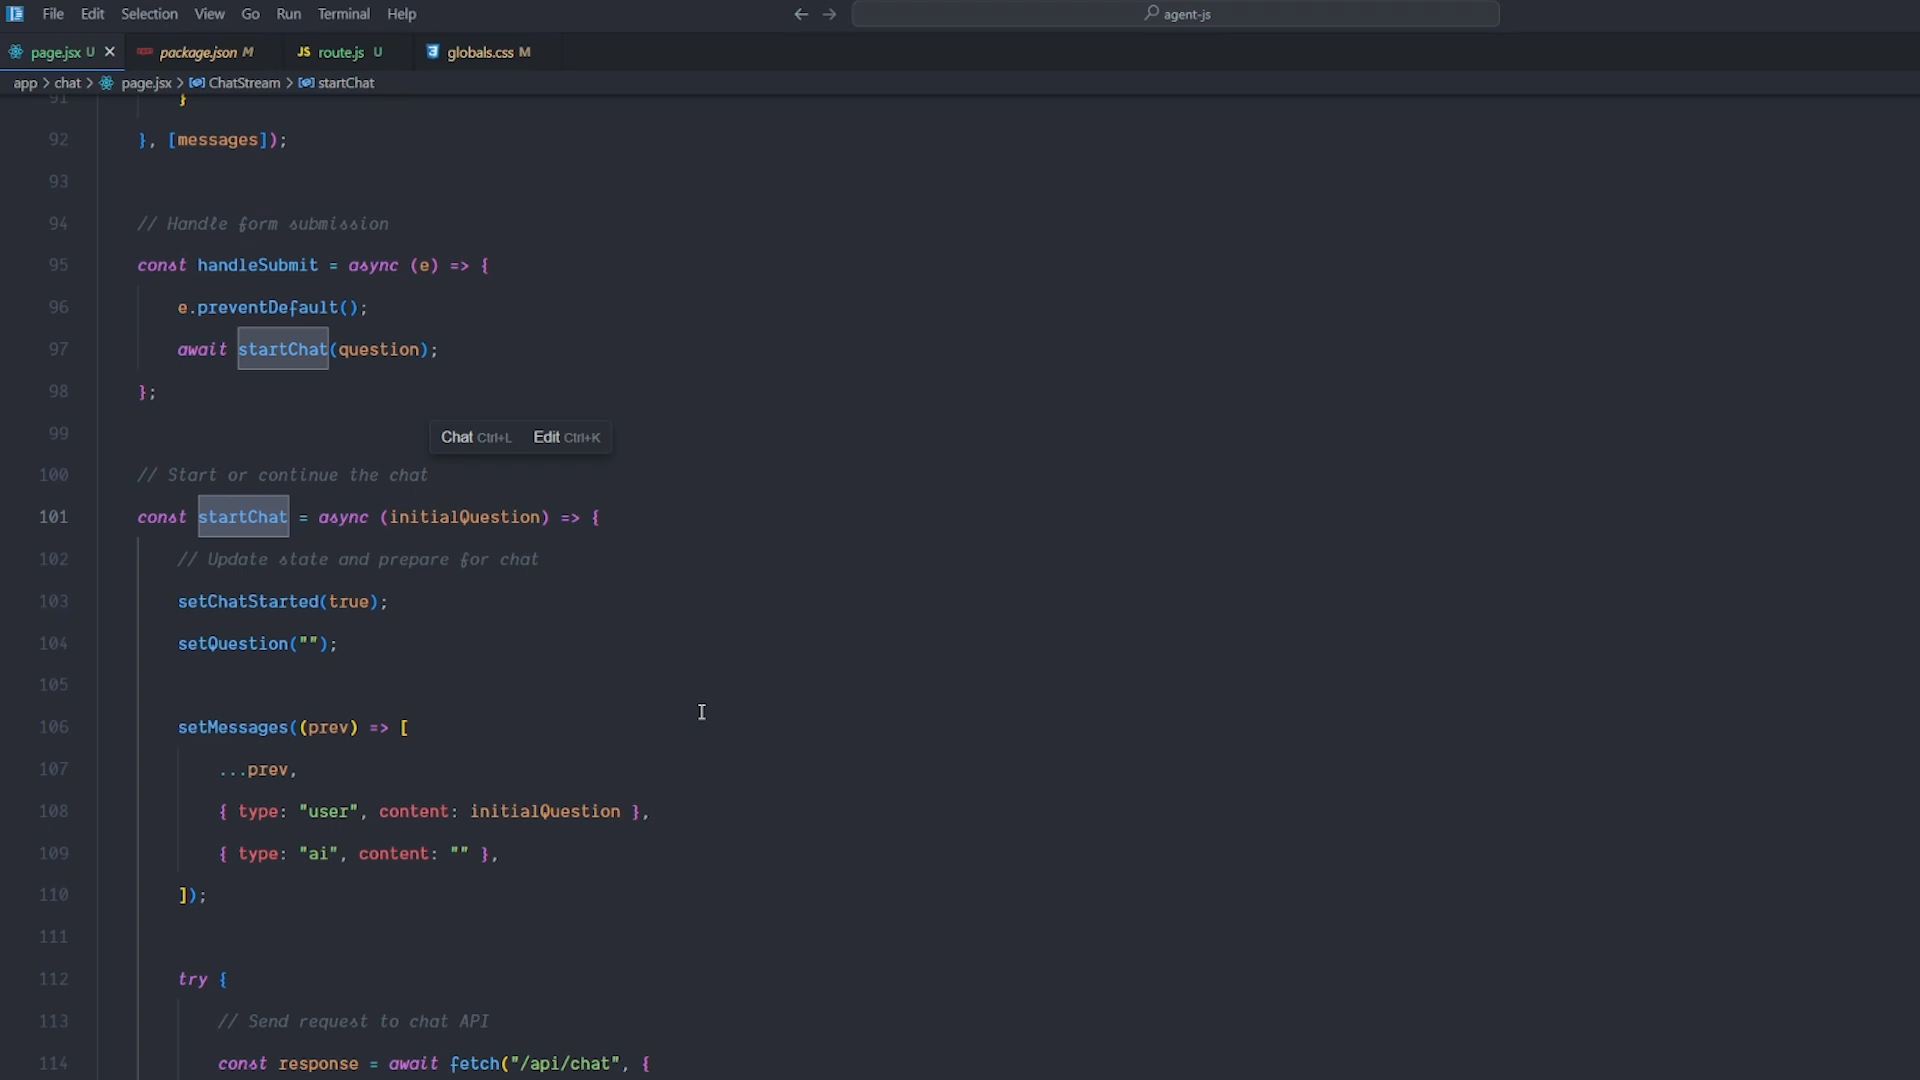 File Edit Selection View Go Run Terminal Help agent-js
page.jsx U package.json M JS route.js U globals.css M
app > chat > page.jsx > ChatStream > startChat
91 }
92 }, [messages]);
93
94 // Handle form submission
95 const handleSubmit = async (e) => {
96 e.preventDefault();
97 await startChat(question);
98 };
99
Chat Ctrl+L Edit Ctrl+K
100 // Start or continue the chat
101 const startChat = async (initialQuestion) => {
102 // Update state and prepare for chat
103 setChatStarted(true);
104 setQuestion("");
105
106 setMessages((prev) => [
107 ...prev,
108 { type: "user", content: initialQuestion },
109 { type: "ai", content: "" },
110 ]);
111
112 try {
113 // Send request to chat API
114 const response = await fetch("/api/chat", {